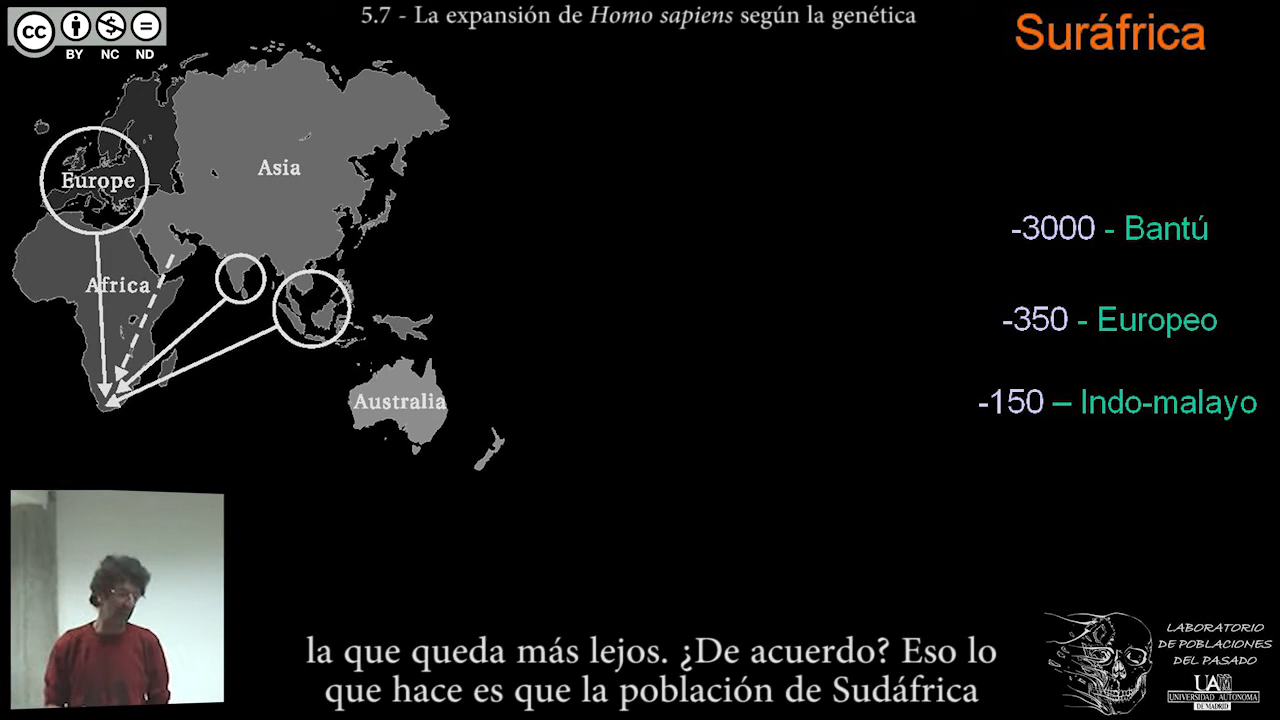 cc
BY NC ND
5.7 - La expansión de Homo sapiens según la genética
Suráfrica
Europe
Asia
Africa
Australia
-3000 - Bantú
-350 - Europeo
-150 – Indo-malayo
la que queda más lejos. ¿De acuerdo? Eso lo
que hace es que la población de Sudáfrica
LABORATORIO
DE POBLACIONES
DEL PASADO
UAM
UNIVERSIDAD AUTONOMA
DE MADRID